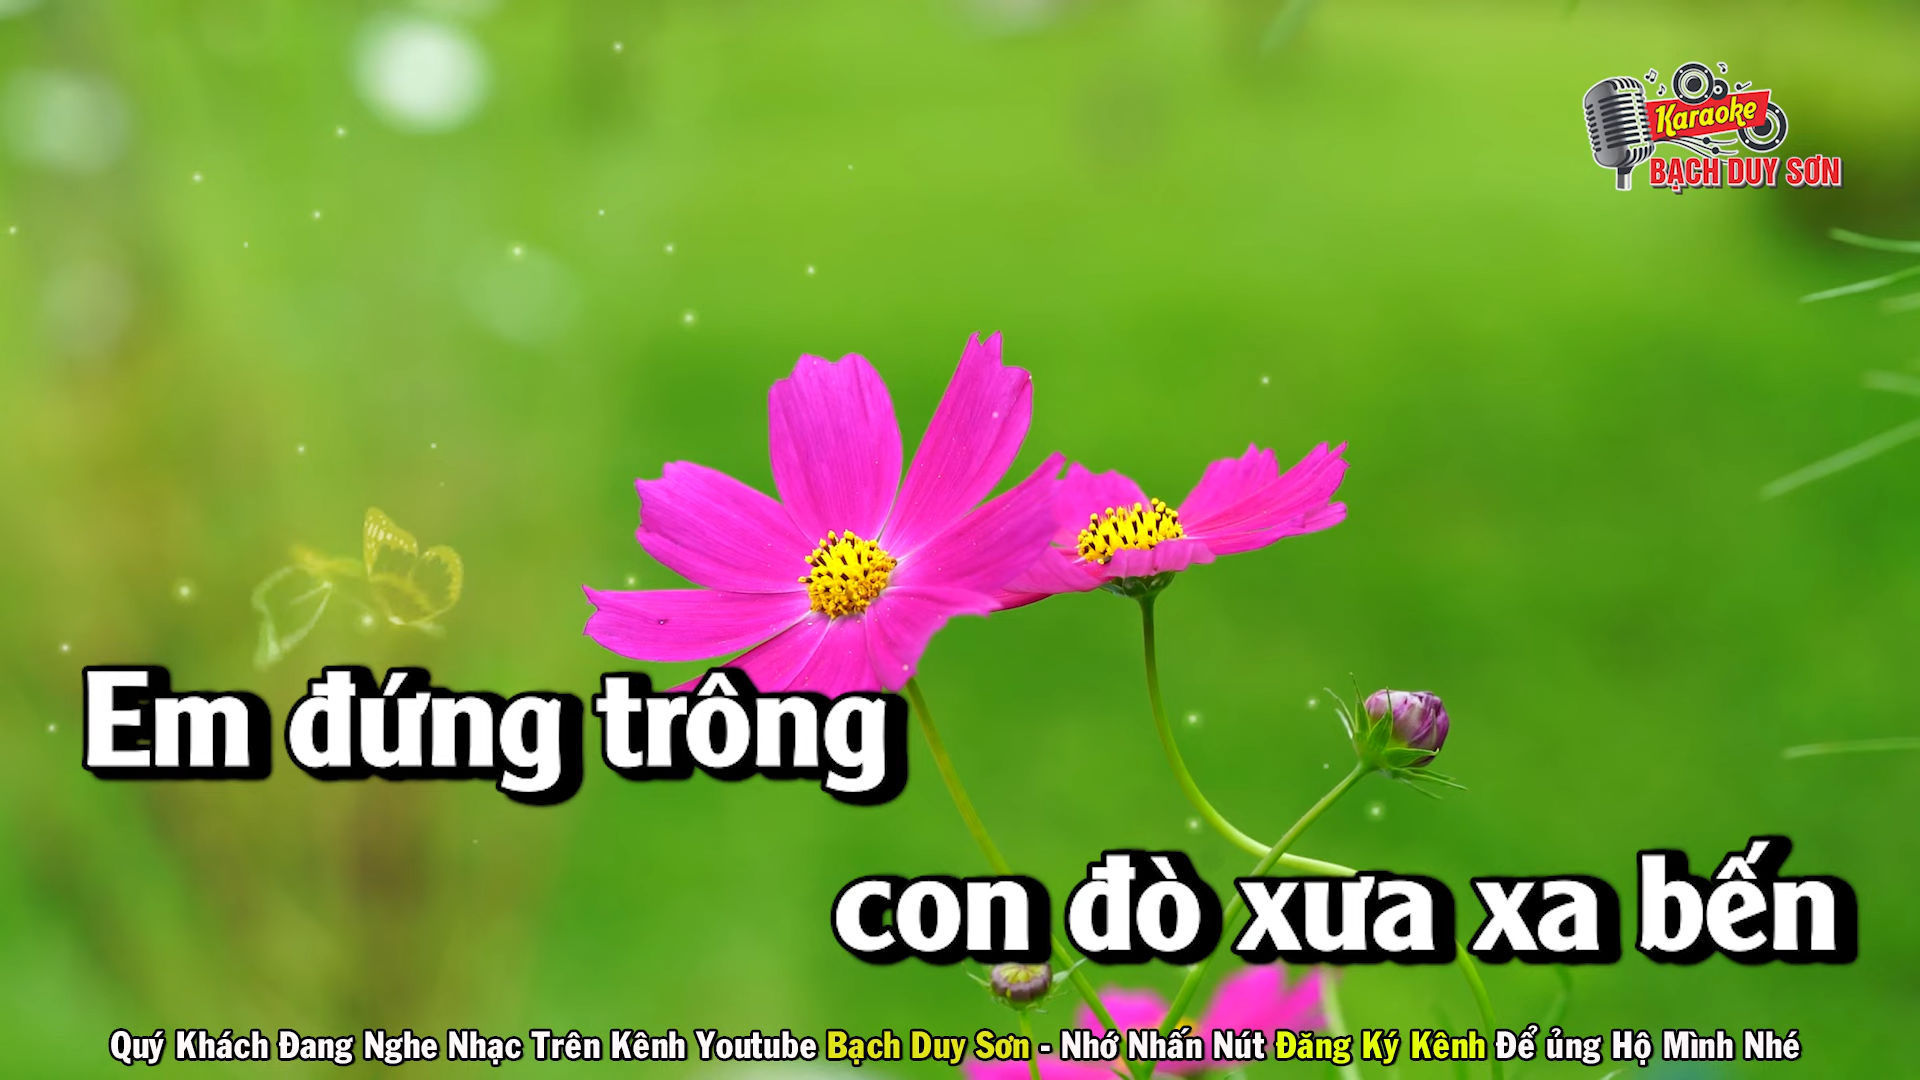 Karaoke
BẠCH DUY SƠN
Em đứng trông
con đò xưa xa bến
Quý Khách Đang Nghe Nhạc Trên Kênh Youtube Bạch Duy Sơn - Nhớ Nhấn Nút Đăng Ký Kênh Để ủng Hộ Mình Nhé